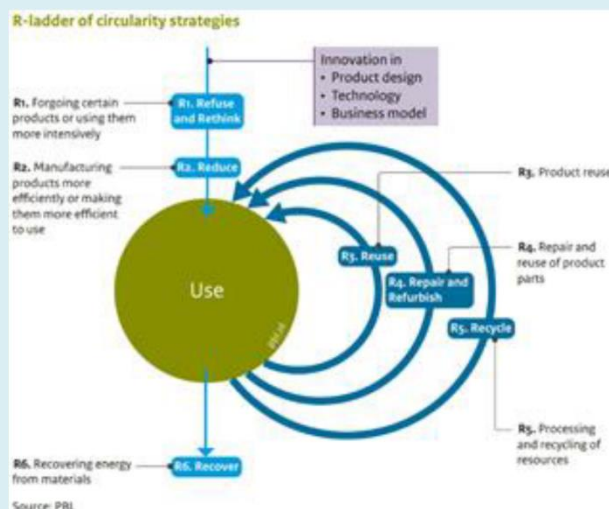 R-ladder of circularity strategies
Innovation in
• Product design
• Technology
• Business model
R1. Forgoing certain
products or using them
more intensively
R1. Refuse
and Rethink
R2. Manufacturing
products more
efficiently or making
them more efficient
to use
R2. Reduce
R3. Product reuse
R3. Reuse
R4. Repair and
reuse of product
parts
R4. Repair and
Refurbish
Use
pbl.nl
R5. Recycle
R5. Processing
and recycling of
resources
R6. Recovering energy
from materials
R6. Recover
Source: PBL